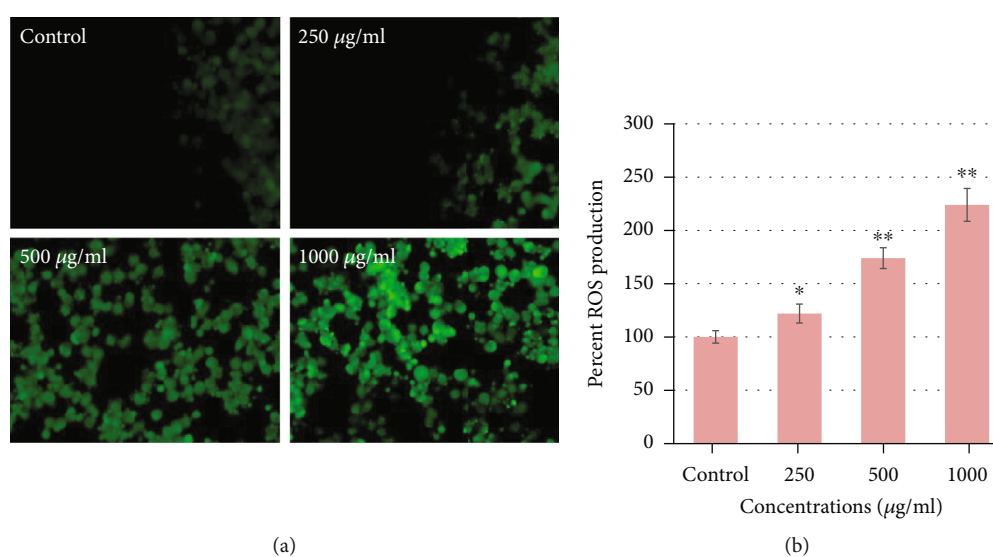 Control
250 μg/ml
500 μg/ml
1000 μg/ml
(a)
Percent ROS production
300
250
200
150
100
50
0
*
**
**
Control
250
500
1000
Concentrations (μg/ml)
(b)